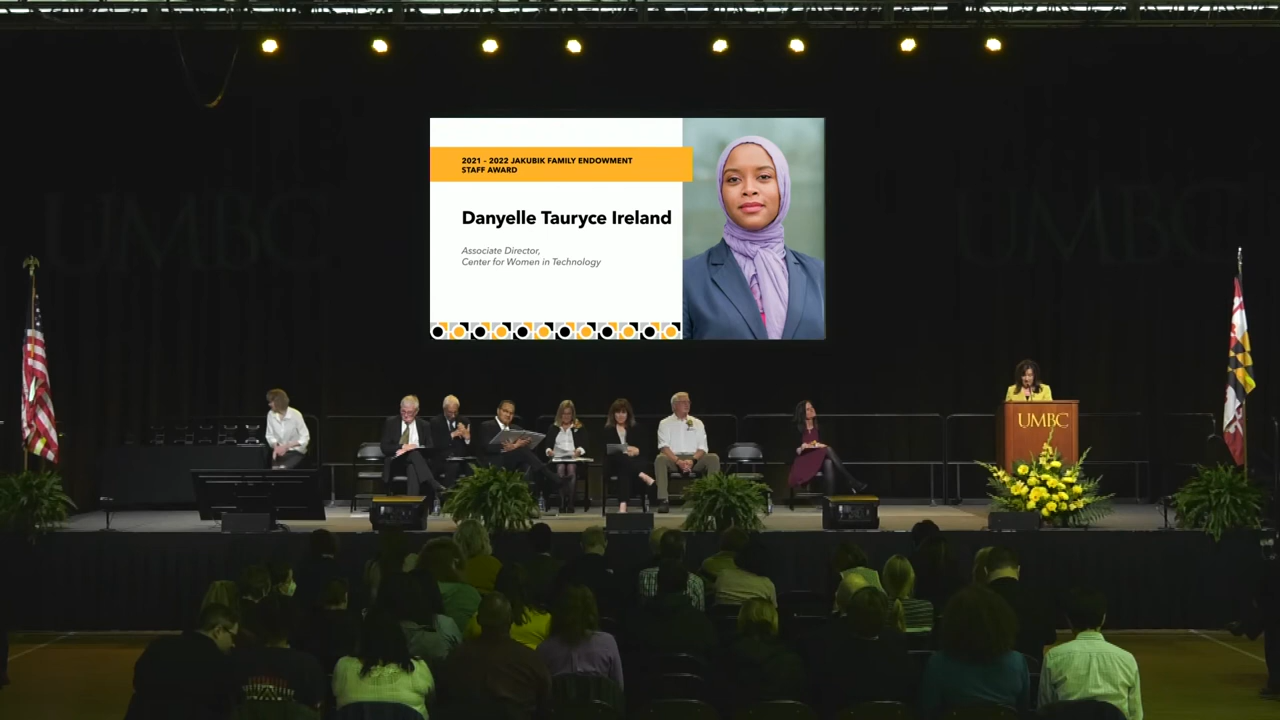 2021 - 2022 JAKUBIK FAMILY ENDOWMENT
STAFF AWARD
Danyelle Tauryce Ireland
Associate Director,
Center for Women in Technology
UMBC
UMBC
UMBC